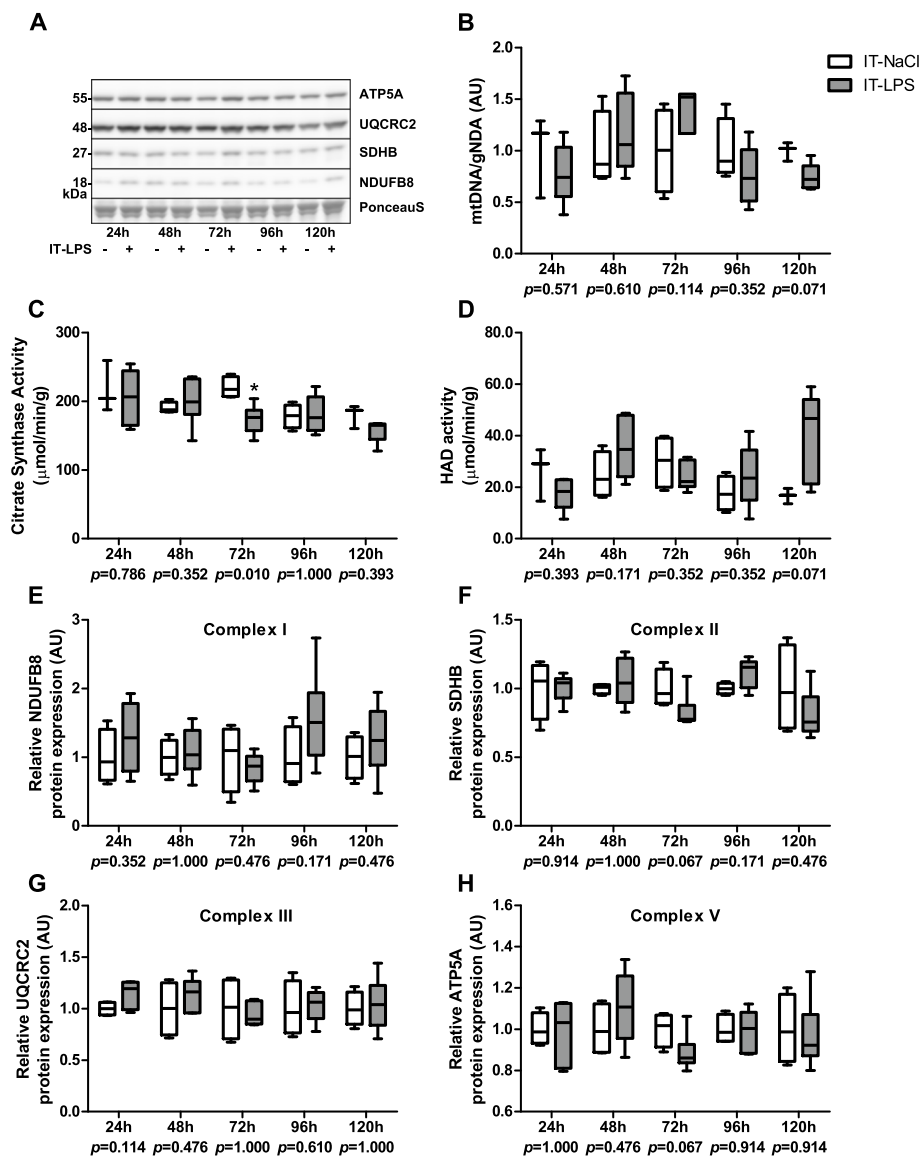 A
55
48
27
18
kDa
ATP5A
UQCRC2
SDHB
NDUFB8
PonceauS
24h 48h 72h 96h 120h
IT-LPS - + - + - + - + - +
B
mtDNA/gNDA (AU)
2.0
1.5
1.0
0.5
0.0
24h 48h 72h 96h 120h
p=0.571 p=0.610 p=0.114 p=0.352 p=0.071
IT-NaCl
IT-LPS
C
Citrate Synthase Activity
(μmol/min/g)
300
200
100
0
*
24h 48h 72h 96h 120h
p=0.786 p=0.352 p=0.010 p=1.000 p=0.393
D
HAD activity
(μmol/min/g)
80.0
60.0
40.0
20.0
0.0
24h 48h 72h 96h 120h
p=0.393 p=0.171 p=0.352 p=0.352 p=0.071
E
Complex I
Relative NDUFB8
protein expression (AU)
3
2
1
0
24h 48h 72h 96h 120h
p=0.352 p=1.000 p=0.476 p=0.171 p=0.476
F
Complex II
Relative SDHB
protein expression (AU)
1.5
1.0
0.5
0.0
24h 48h 72h 96h 120h
p=0.914 p=1.000 p=0.067 p=0.171 p=0.476
G
Complex III
Relative UQCRC2
protein expression (AU)
2.0
1.5
1.0
0.5
0.0
24h 48h 72h 96h 120h
p=0.114 p=0.476 p=1.000 p=0.610 p=1.000
H
Complex V
Relative ATP5A
protein expression (AU)
1.6
1.4
1.2
1.0
0.8
0.6
24h 48h 72h 96h 120h
p=1.000 p=0.476 p=0.067 p=0.914 p=0.914